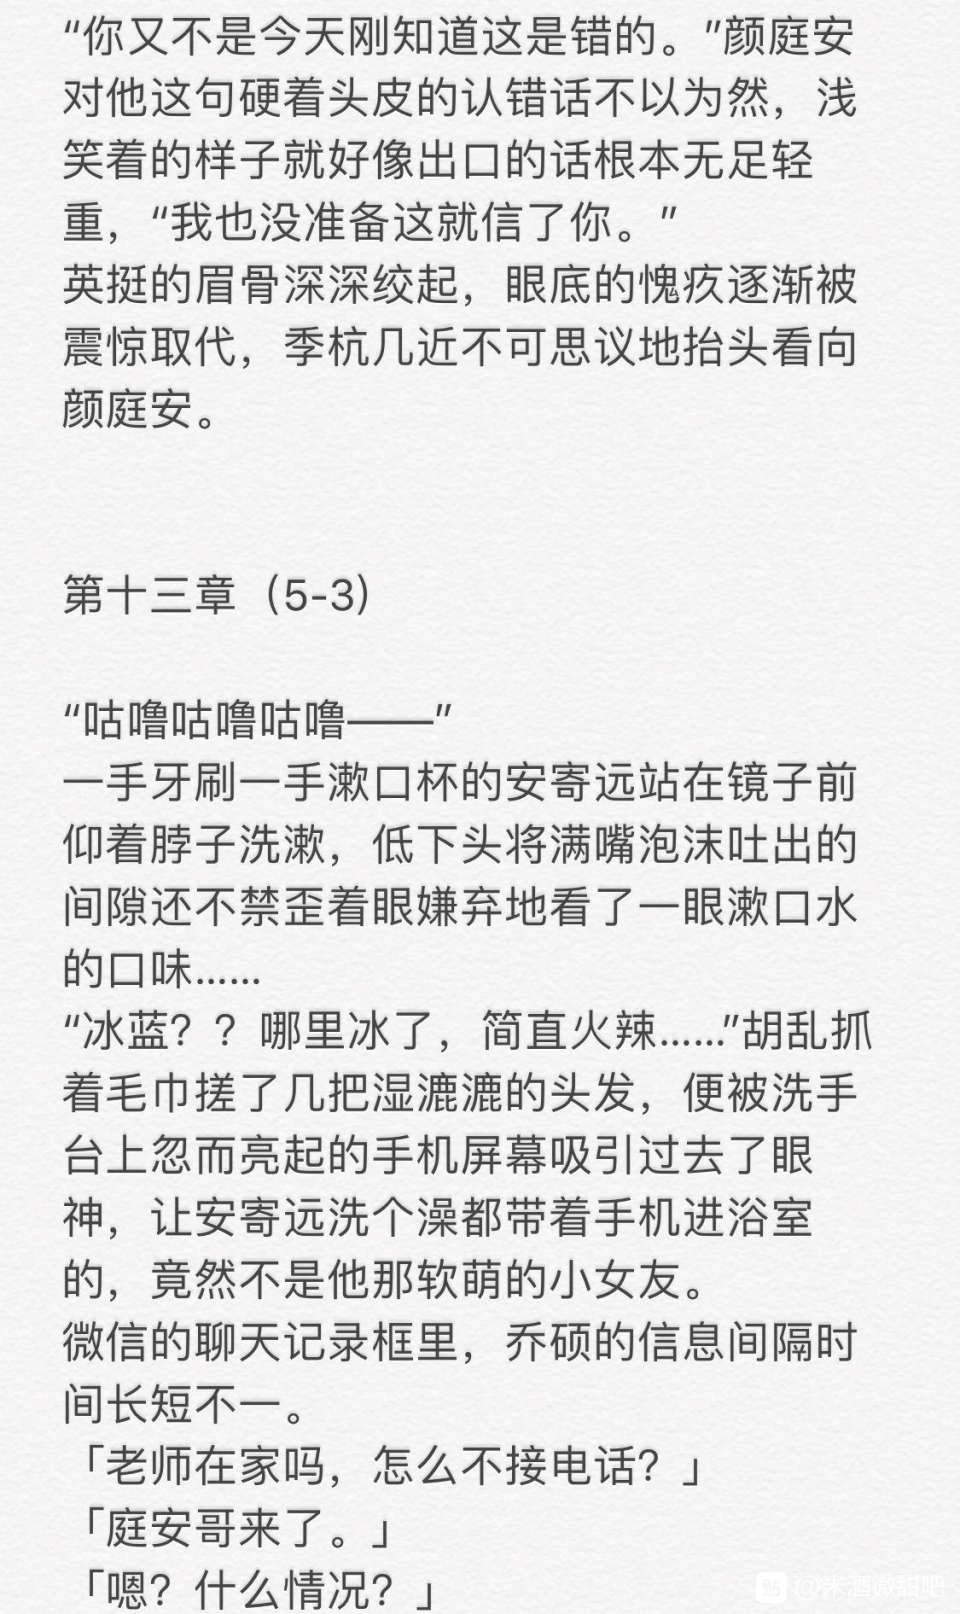 “你又不是今天刚知道这是错的。”颜庭安
对他这句硬着头皮的认错话不以为然，浅
笑着的样子就好像出口的话根本无足轻
重，“我也没准备这就信了你。”
英挺的眉骨深深绞起，眼底的愧疚逐渐被
震惊取代，季杭几近不可思议地抬头看向
颜庭安。
第十三章（5-3）
“咕噜咕噜咕噜——”
一手牙刷一手漱口杯的安寄远站在镜子前
仰着脖子洗漱，低下头将满嘴泡沫吐出的
间隙还不禁歪着眼嫌弃地看了一眼漱口水
的口味……
“冰蓝？？哪里冰了，简直火辣……”胡乱抓
着毛巾搓了几把湿漉漉的头发，便被洗手
台上忽而亮起的手机屏幕吸引过去了眼
神，让安寄远洗个澡都带着手机进浴室
的，竟然不是他那软萌的小女友。
微信的聊天记录框里，乔硕的信息间隔时
间长短不一。
「老师在家吗，怎么不接电话？」
「庭安哥来了。」
「嗯？什么情况？」